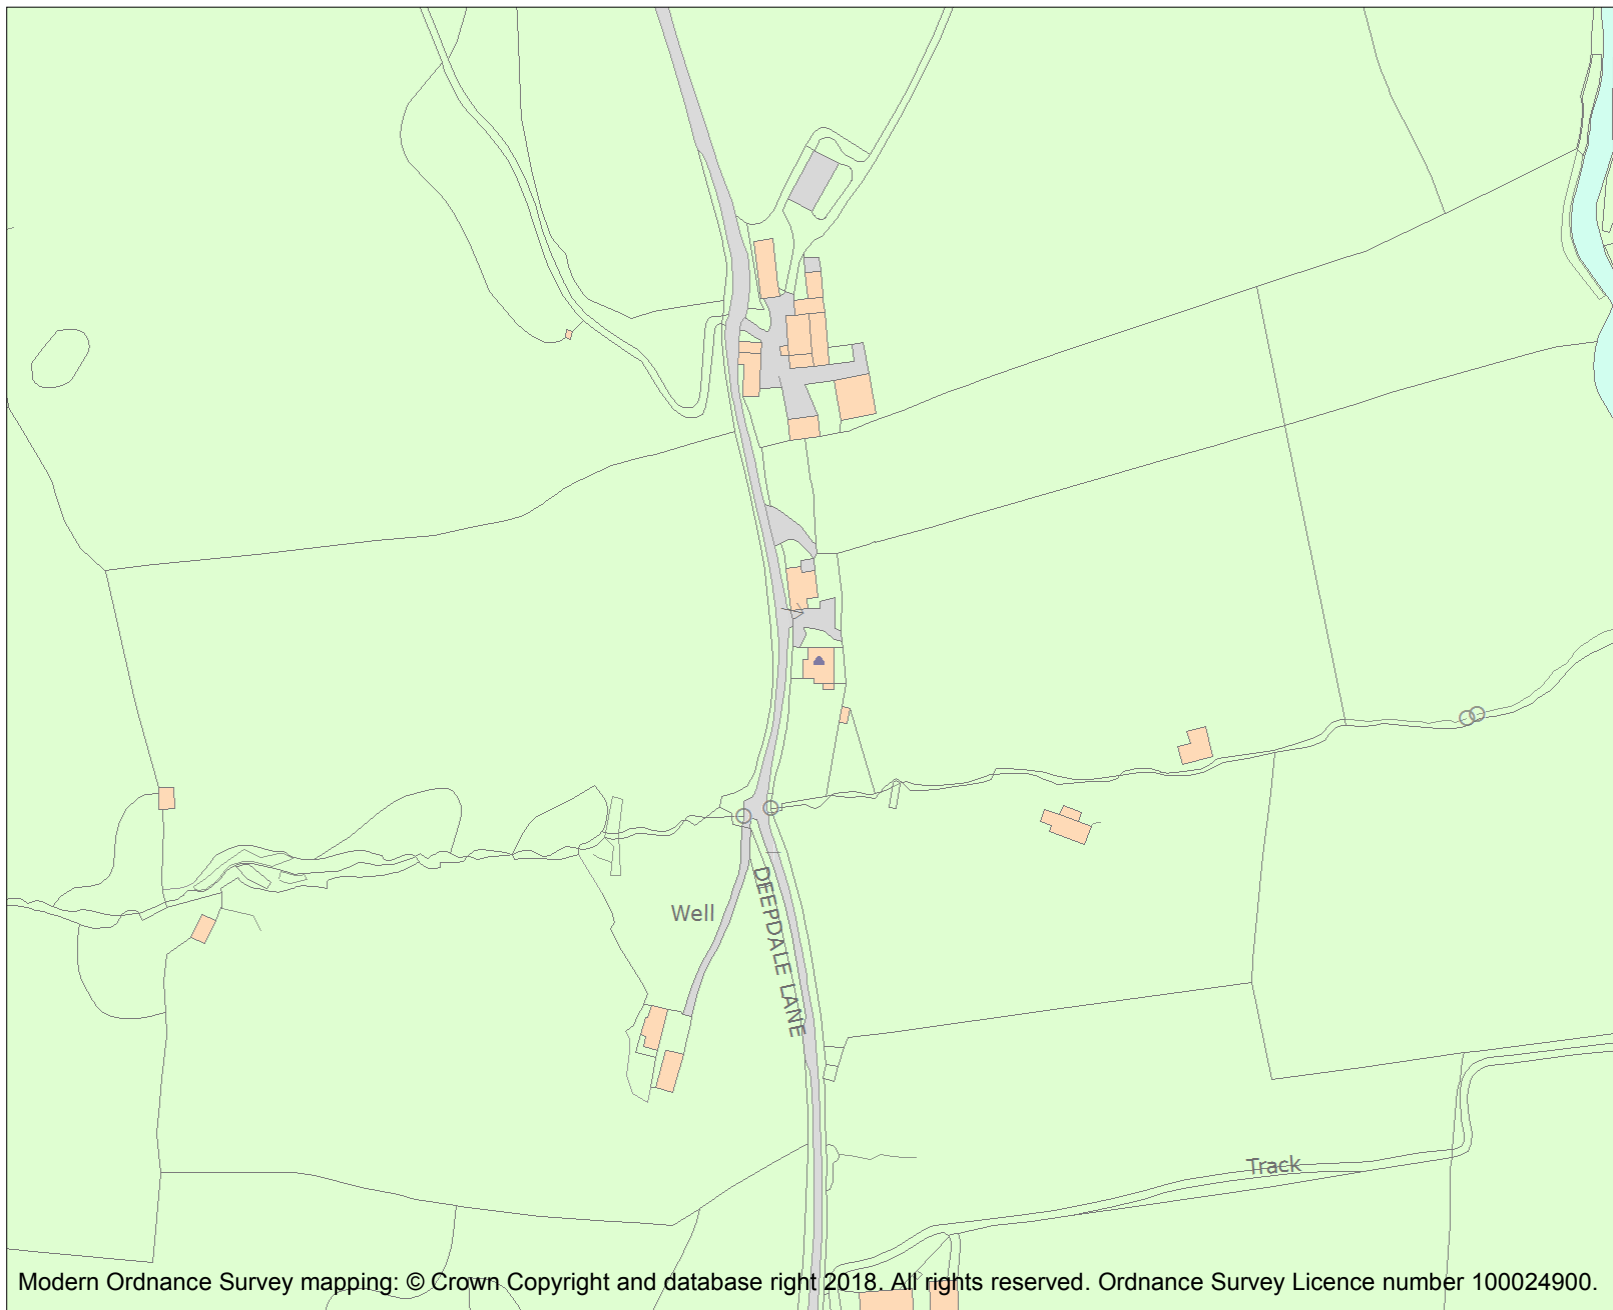 Well
DEEPDALE LANE
Track
Modern Ordnance Survey mapping: © Crown Copyright and database right 2018. All rights reserved. Ordnance Survey Licence number 100024900.